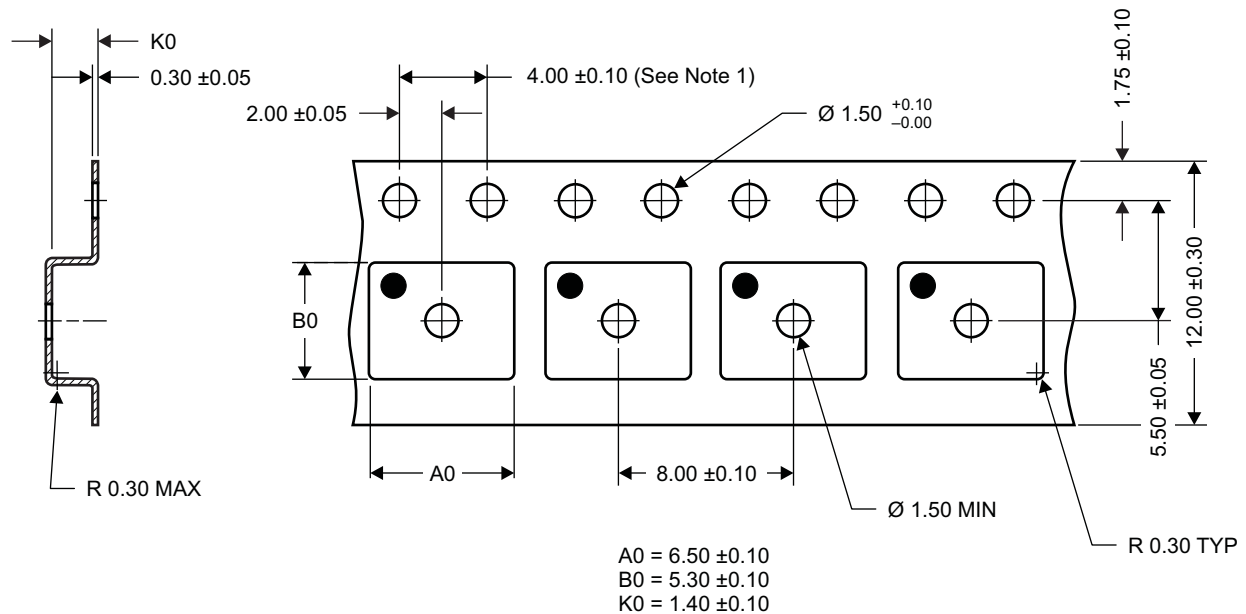 K0
0.30 ±0.05
2.00 ±0.05
4.00 ±0.10 (See Note 1)
Ø 1.50 +0.10 –0.00
1.75 ±0.10
B0
12.00 ±0.30
5.50 ±0.05
R 0.30 MAX
A0
8.00 ±0.10
Ø 1.50 MIN
R 0.30 TYP
A0 = 6.50 ±0.10
B0 = 5.30 ±0.10
K0 = 1.40 ±0.10